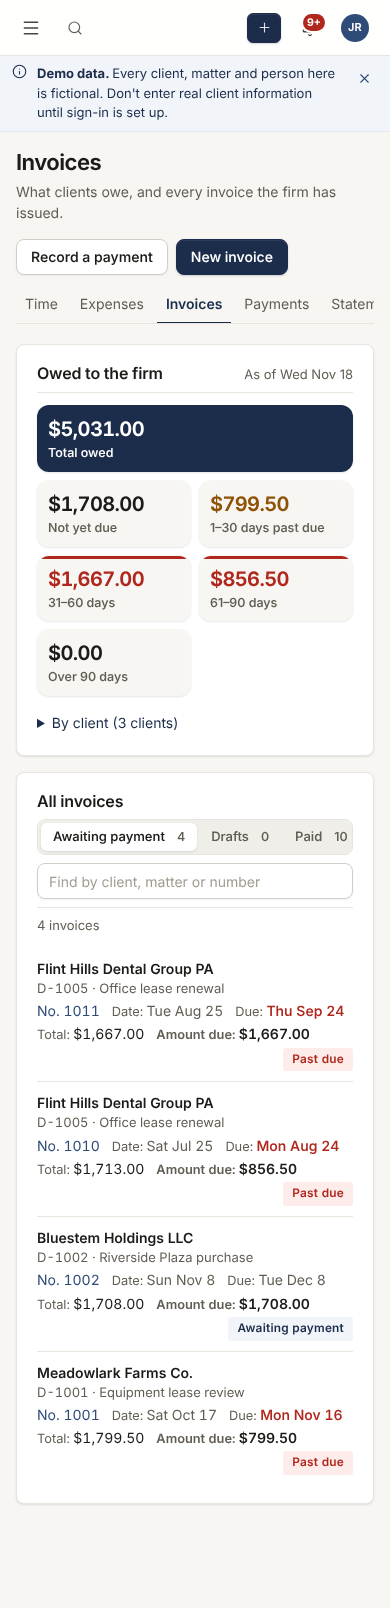 +
9+
JR
Demo data. Every client, matter and person here
is fictional. Don't enter real client information
until sign-in is set up.
Invoices
What clients owe, and every invoice the firm has
issued.
Record a payment
New invoice
Time Expenses Invoices Payments Statem
Owed to the firm
As of Wed Nov 18
$5,031.00
Total owed
$1,708.00
Not yet due
$799.50
1–30 days past due
$1,667.00
31–60 days
$856.50
61–90 days
$0.00
Over 90 days
By client (3 clients)
All invoices
Awaiting payment 4 Drafts 0 Paid 10
Find by client, matter or number
4 invoices
Flint Hills Dental Group PA
D-1005 · Office lease renewal
No. 1011 Date: Tue Aug 25 Due: Thu Sep 24
Total: $1,667.00 Amount due: $1,667.00
Past due
Flint Hills Dental Group PA
D-1005 · Office lease renewal
No. 1010 Date: Sat Jul 25 Due: Mon Aug 24
Total: $1,713.00 Amount due: $856.50
Past due
Bluestem Holdings LLC
D-1002 · Riverside Plaza purchase
No. 1002 Date: Sun Nov 8 Due: Tue Dec 8
Total: $1,708.00 Amount due: $1,708.00
Awaiting payment
Meadowlark Farms Co.
D-1001 · Equipment lease review
No. 1001 Date: Sat Oct 17 Due: Mon Nov 16
Total: $1,799.50 Amount due: $799.50
Past due